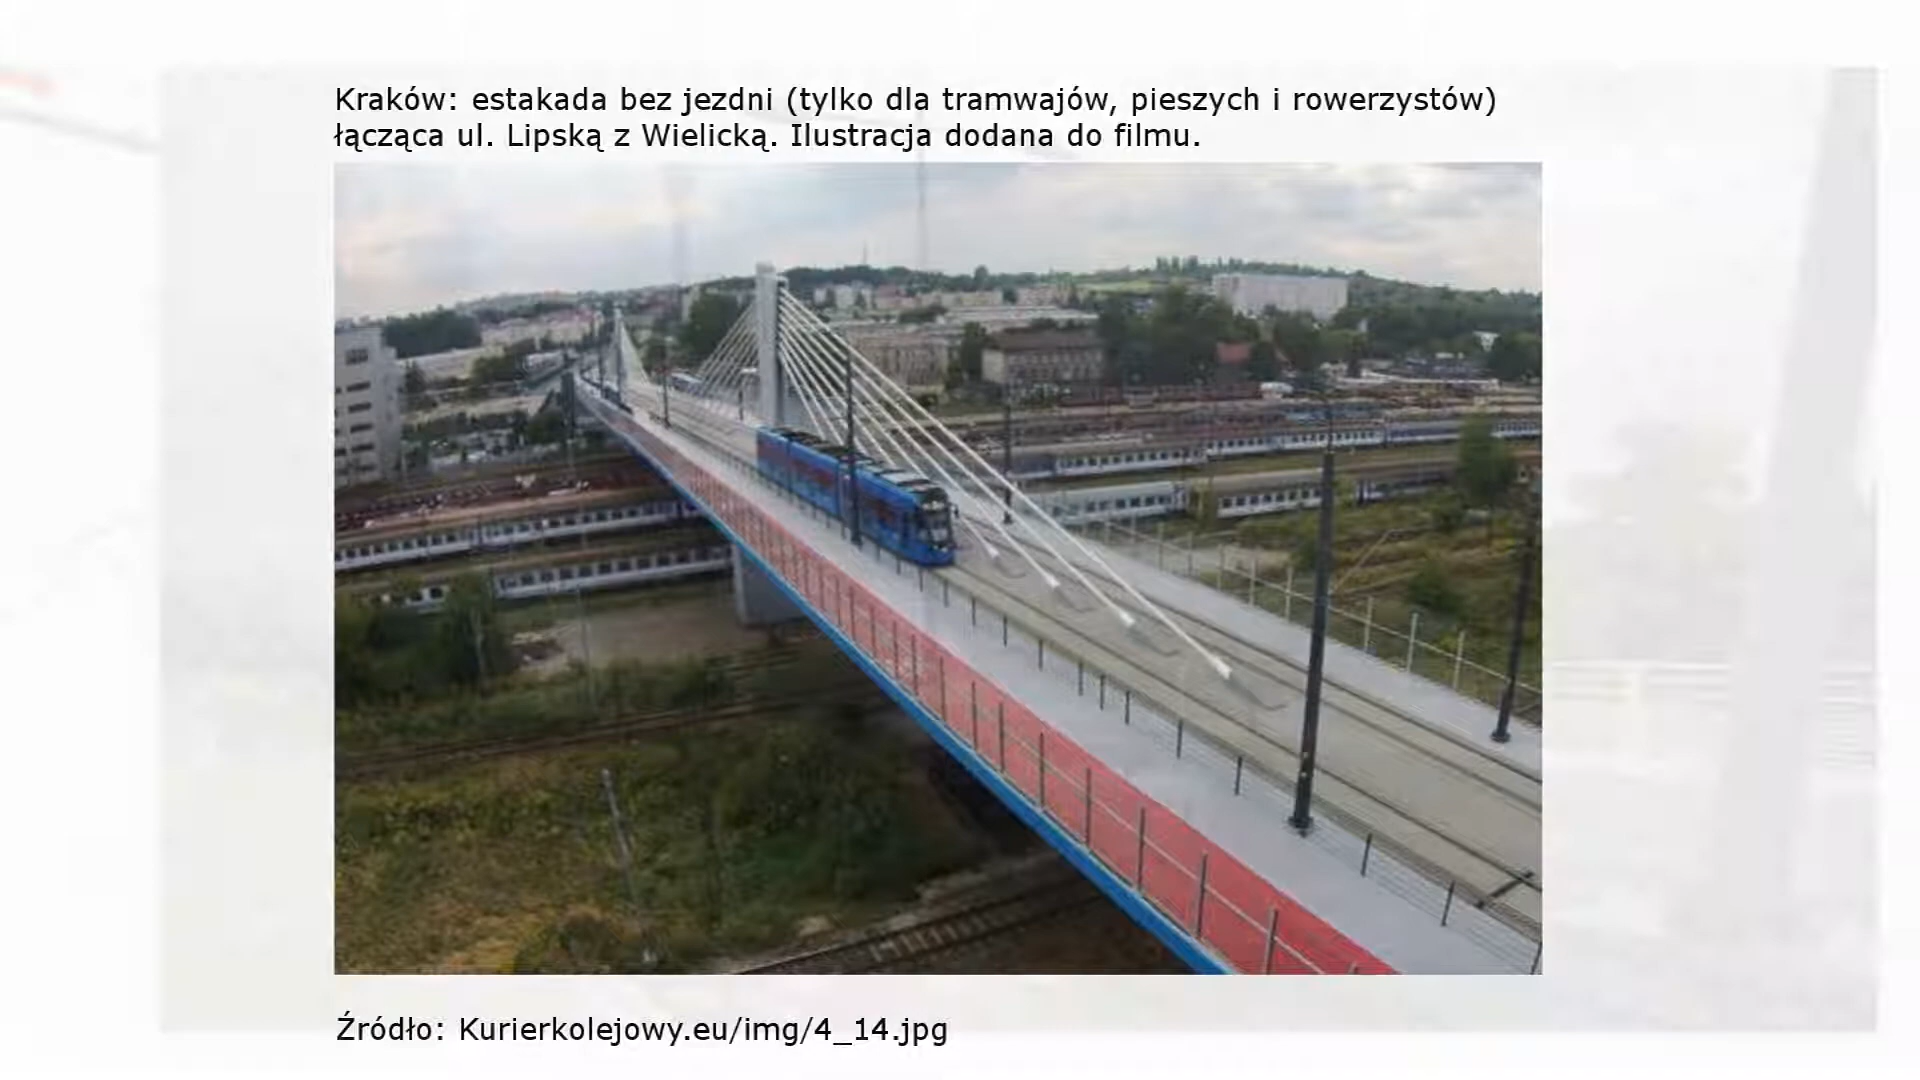 Kraków: estakada bez jezdni (tylko dla tramwajów, pieszych i rowerzystów)
łącząca ul. Lipską z Wielicką. Ilustracja dodana do filmu.
Źródło: Kurierkolejowy.eu/img/4_14.jpg